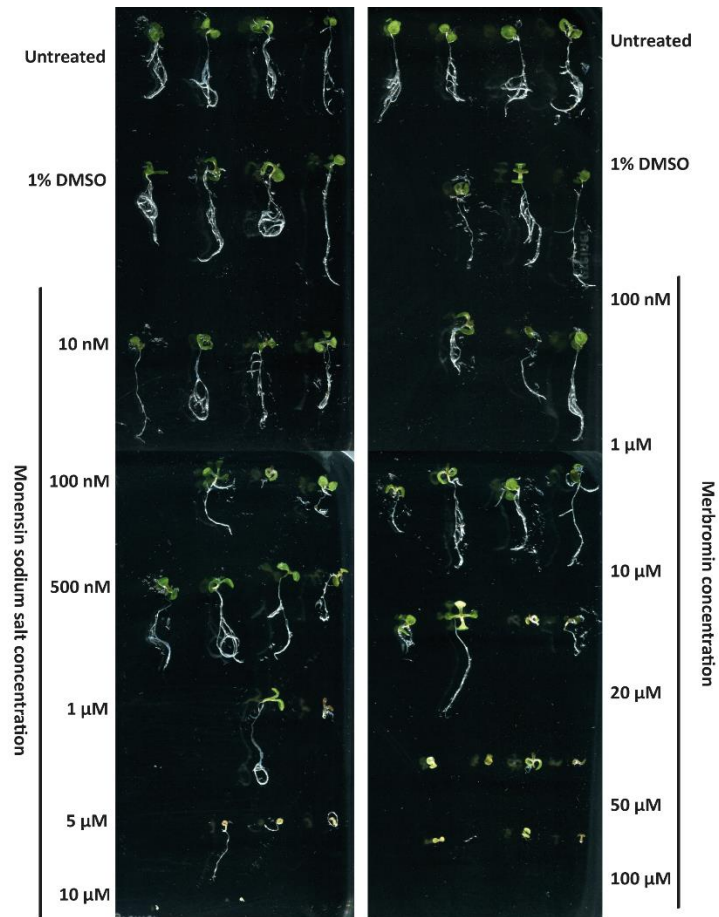 Untreated
1% DMSO
10 nM
100 nM
500 nM
1 µM
5 µM
10 µM
Monensin sodium salt concentration
Untreated
1% DMSO
100 nM
1 µM
10 µM
20 µM
50 µM
100 µM
Merbromin concentration